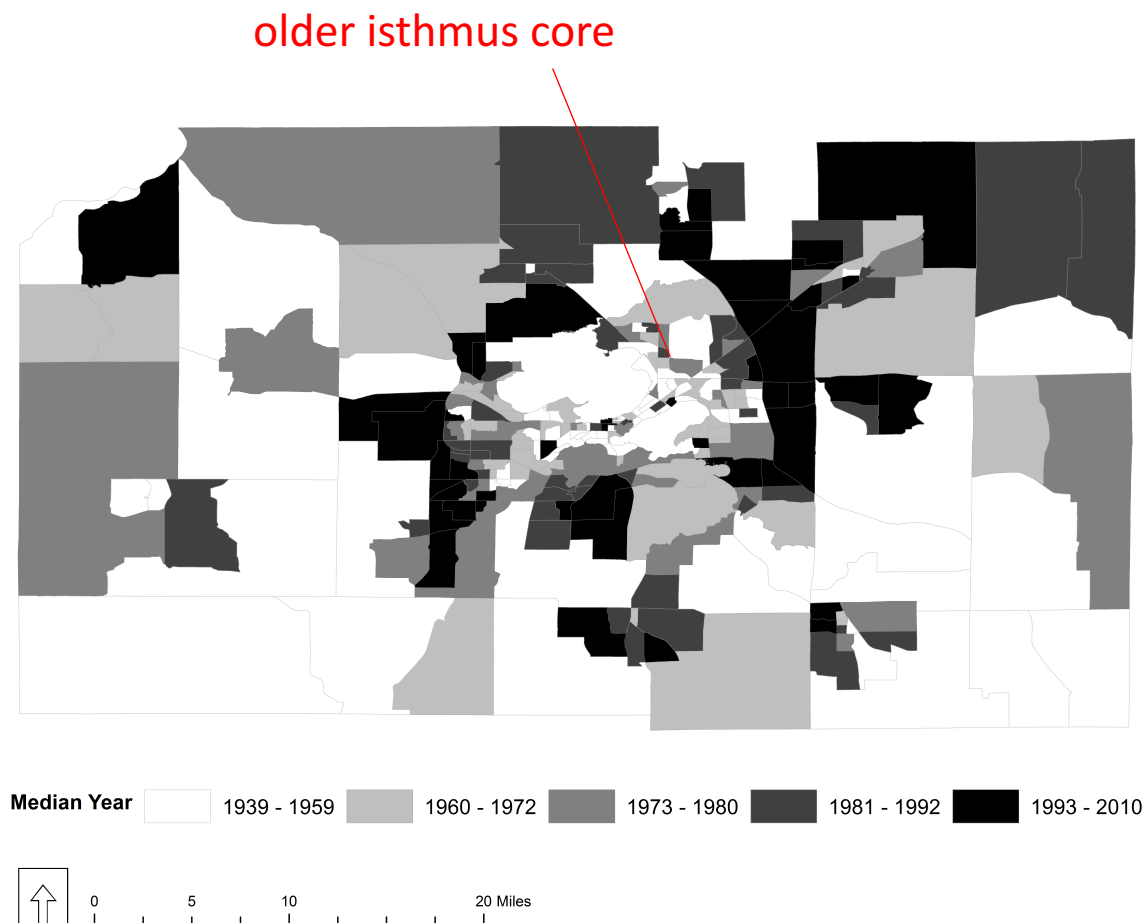 older isthmus core
Median Year 1939 - 1959 1960 - 1972 1973 - 1980 1981 - 1992 1993 - 2010
0 5 10 20 Miles